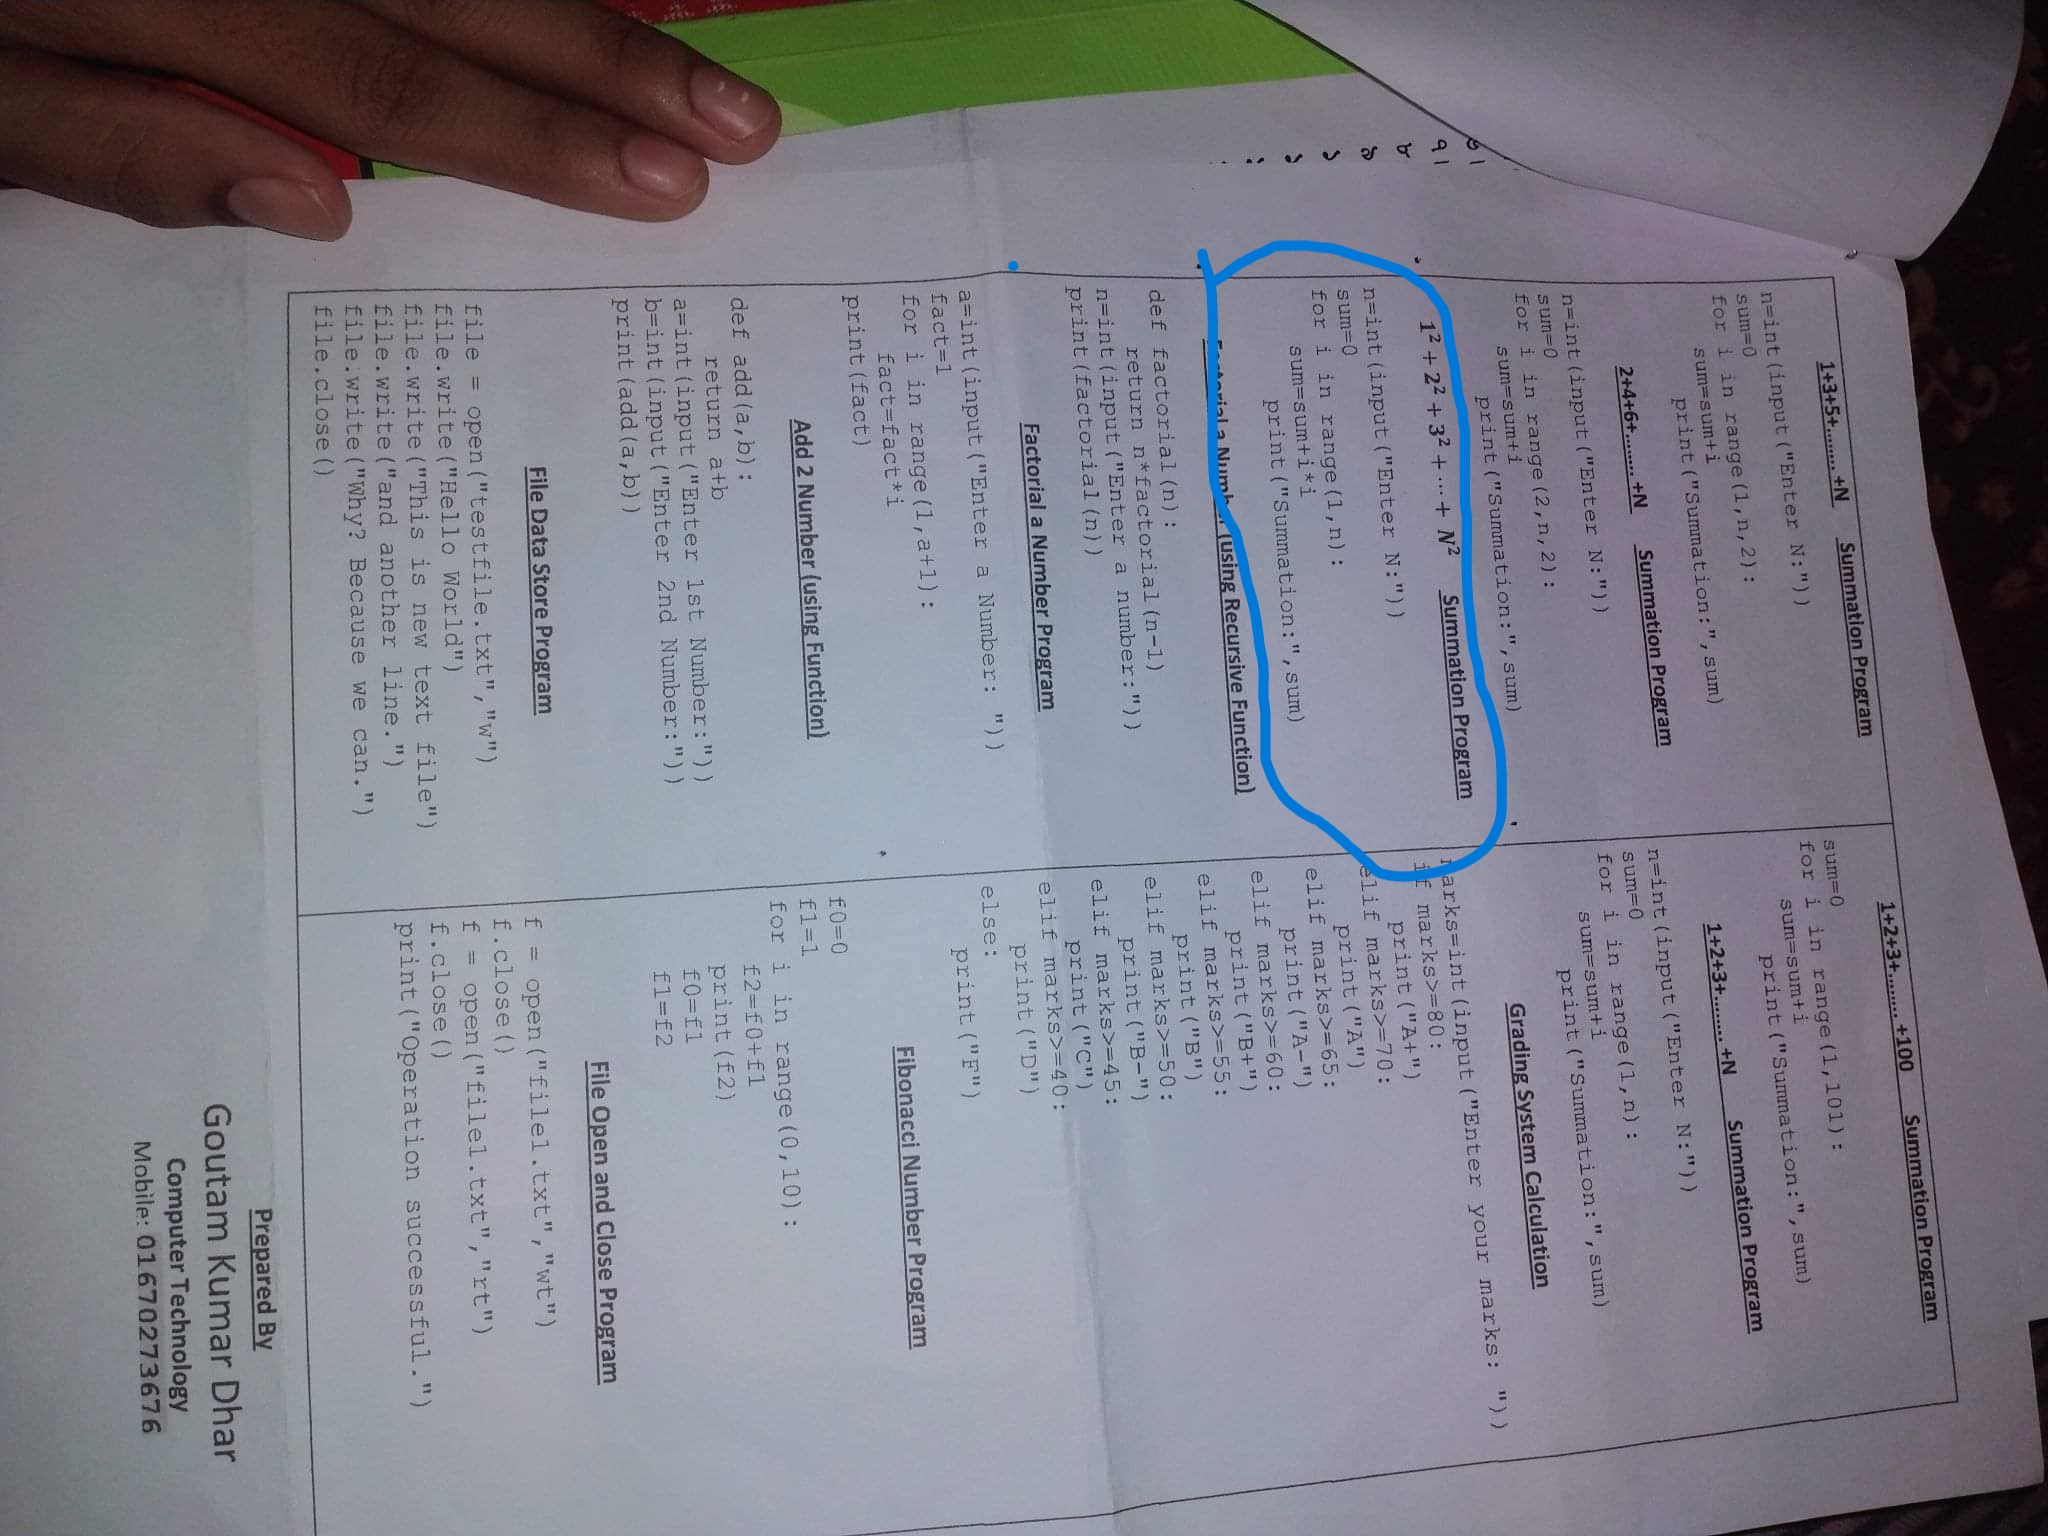 1+3+5+........ +N Summation Program
n=int(input("Enter N:"))
sum=0
for i in range(1,n,2):
sum=sum+i
print("Summation:",sum)
2+4+6+........ +N Summation Program
n=int(input("Enter N:"))
sum=0
for i in range(2,n,2):
sum=sum+i
print("Summation:",sum)
1² + 2² + 3² + ... + N² Summation Program
n=int(input("Enter N:"))
sum=0
for i in range(1,n):
sum=sum+i*i
print("Summation:",sum)
Factorial a Number (using Recursive Function)
def factorial(n):
return n*factorial(n-1)
n=int(input("Enter a number:"))
print(factorial(n))
Factorial a Number Program
a=int(input("Enter a Number: "))
fact=1
for i in range(1,a+1):
fact=fact*i
print(fact)
Add 2 Number (using Function)
def add(a,b):
return a+b
a=int(input("Enter 1st Number:"))
b=int(input("Enter 2nd Number:"))
print(add(a,b))
File Data Store Program
file = open("testfile.txt","w")
file.write("Hello World")
file.write("This is new text file")
file.write("and another line.")
file.write("Why? Because we can.")
file.close()
1+2+3+........ +100 Summation Program
sum=0
for i in range(1,101):
sum=sum+i
print("Summation:",sum)
1+2+3+........ +N Summation Program
n=int(input("Enter N:"))
sum=0
for i in range(1,n):
sum=sum+i
print("Summation:",sum)
Grading System Calculation
marks=int(input("Enter your marks: "))
if marks>=80:
print("A+")
elif marks>=70:
print("A")
elif marks>=65:
print("A-")
elif marks>=60:
print("B+")
elif marks>=55:
print("B")
elif marks>=50:
print("B-")
elif marks>=45:
print("C")
elif marks>=40:
print("D")
else:
print("F")
Fibonacci Number Program
f0=0
f1=1
for i in range(0,10):
f2=f0+f1
print(f2)
f0=f1
f1=f2
File Open and Close Program
f = open("file1.txt","wt")
f.close()
f = open("file1.txt","rt")
f.close()
print("Operation successful.")
Prepared By
Goutam Kumar Dhar
Computer Technology
Mobile: 01670273676